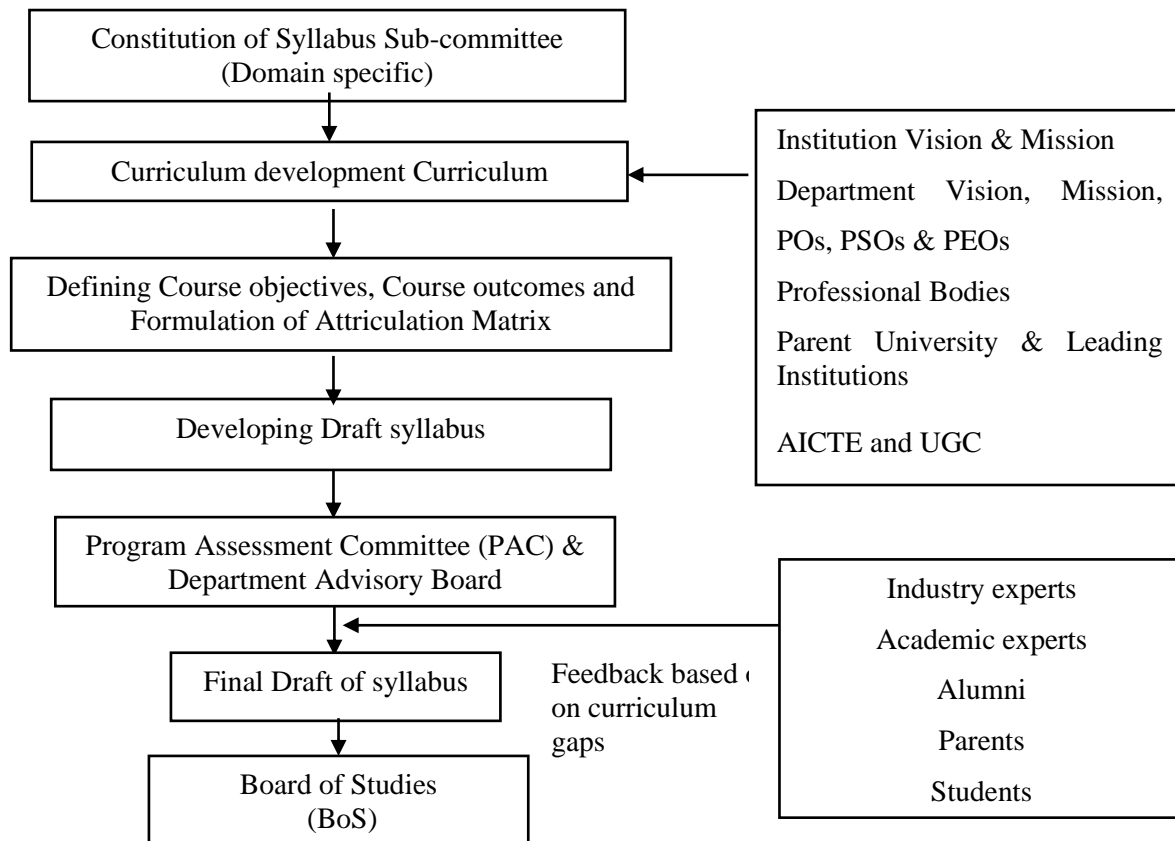 Constitution of Syllabus Sub-committee
(Domain specific)
Curriculum development Curriculum
Institution Vision & Mission
Department Vision, Mission,
POs, PSOs & PEOs
Professional Bodies
Parent University & Leading
Institutions
AICTE and UGC
Defining Course objectives, Course outcomes and
Formulation of Attriculation Matrix
Developing Draft syllabus
Program Assessment Committee (PAC) &
Department Advisory Board
Industry experts
Academic experts
Alumni
Parents
Students
Final Draft of syllabus
Feedback based
on curriculum
gaps
Board of Studies
(BoS)